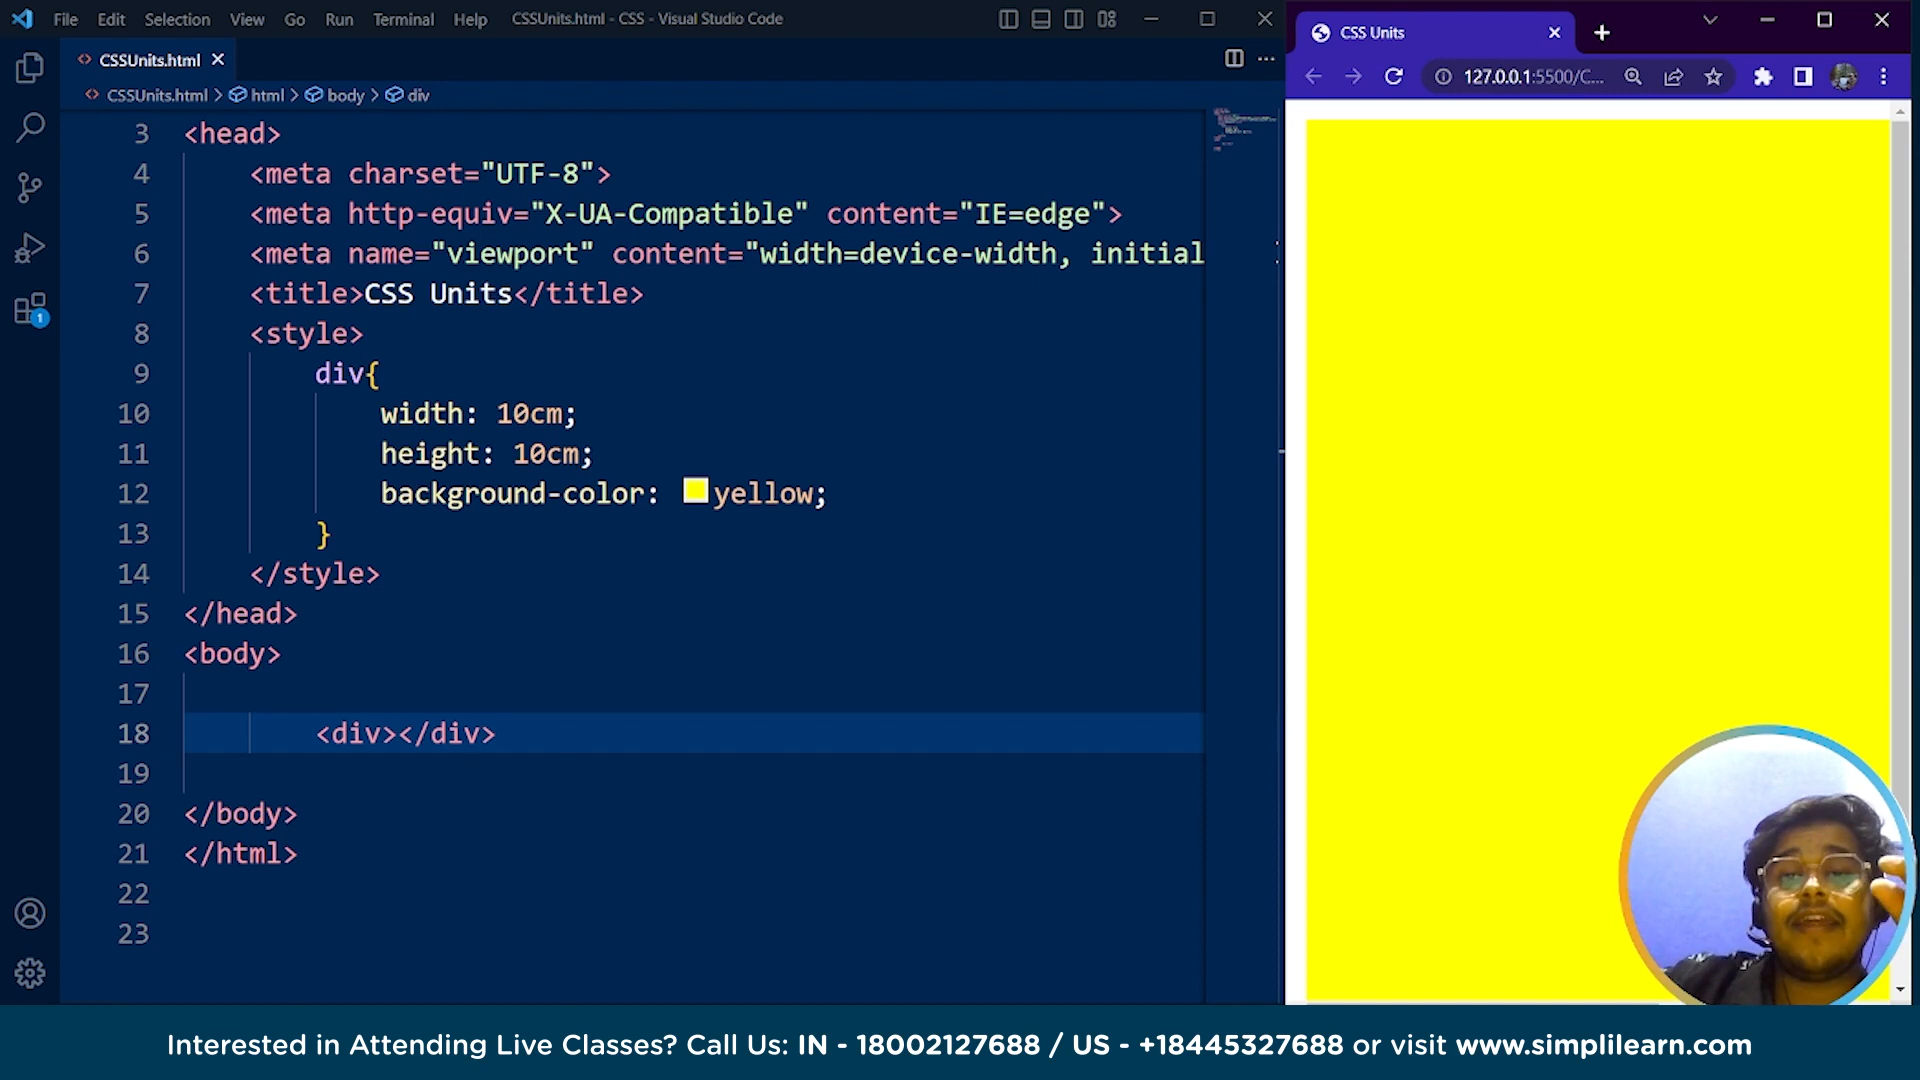 File Edit Selection View Go Run Terminal Help CSSUnits.html - CSS - Visual Studio Code
CSS Units
CSSUnits.html
127.0.0.1:5500/C...
CSSUnits.html > html > body > div
3 <head>
4 <meta charset="UTF-8">
5 <meta http-equiv="X-UA-Compatible" content="IE=edge">
6 <meta name="viewport" content="width=device-width, initial
7 <title>CSS Units</title>
8 <style>
9 div{
10 width: 10cm;
11 height: 10cm;
12 background-color: yellow;
13 }
14 </style>
15 </head>
16 <body>
17
18 <div></div>
19
20 </body>
21 </html>
22
23
1
Interested in Attending Live Classes? Call Us: IN - 18002127688 / US - +18445327688 or visit www.simplilearn.com